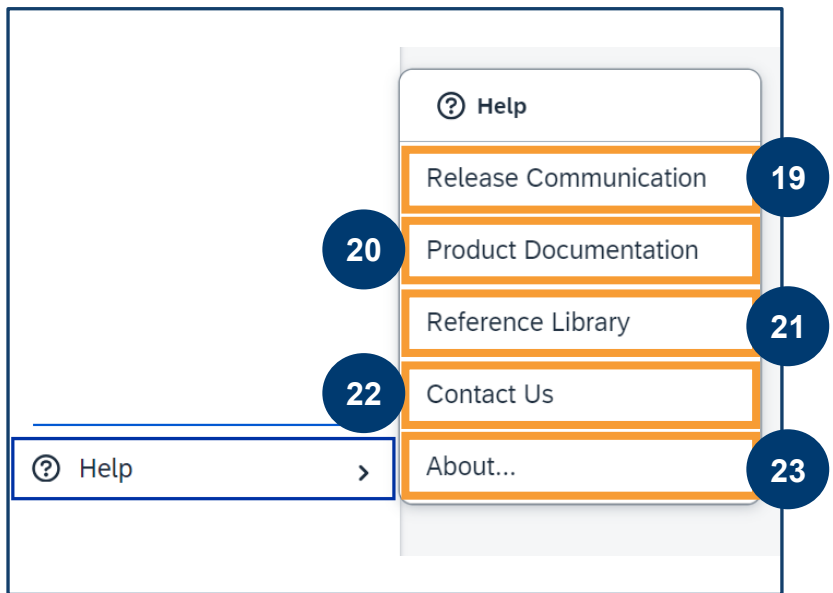 Help
Release Communication
19
20
Product Documentation
Reference Library
21
22
Contact Us
Help
About...
23